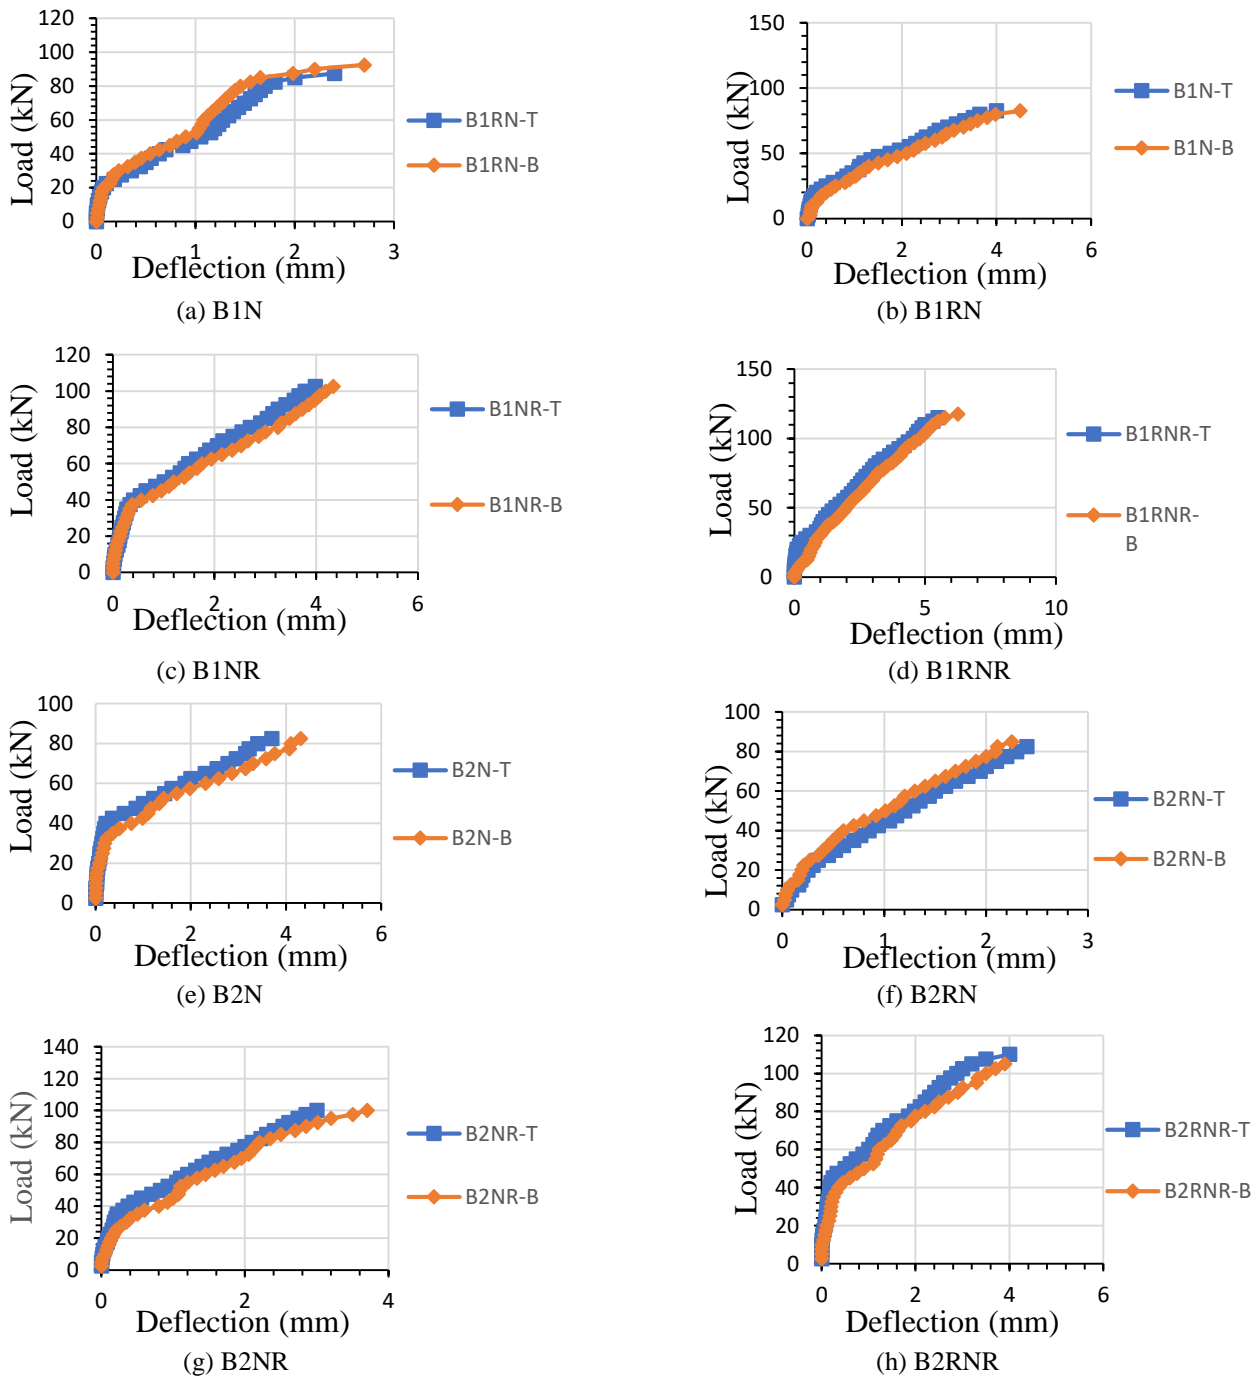 120
100
80
60
40
20
0
Load (kN)
0 1 2 3
Deflection (mm)
B1RN-T
B1RN-B
(a) B1N
150
100
50
0
Load (kN)
0 2 4 6
Deflection (mm)
B1N-T
B1N-B
(b) B1RN
120
100
80
60
40
20
0
Load (kN)
0 2 4 6
Deflection (mm)
B1NR-T
B1NR-B
(c) B1NR
150
100
50
0
Load (kN)
0 5 10
Deflection (mm)
B1RNR-T
B1RNR-
B
(d) B1RNR
100
80
60
40
20
0
Load (kN)
0 2 4 6
Deflection (mm)
B2N-T
B2N-B
(e) B2N
100
80
60
40
20
0
Load (kN)
0 1 2 3
Deflection (mm)
B2RN-T
B2RN-B
(f) B2RN
140
120
100
80
60
40
20
0
Load (kN)
0 2 4
Deflection (mm)
B2NR-T
B2NR-B
(g) B2NR
120
100
80
60
40
20
0
Load (kN)
0 2 4 6
Deflection (mm)
B2RNR-T
B2RNR-B
(h) B2RNR